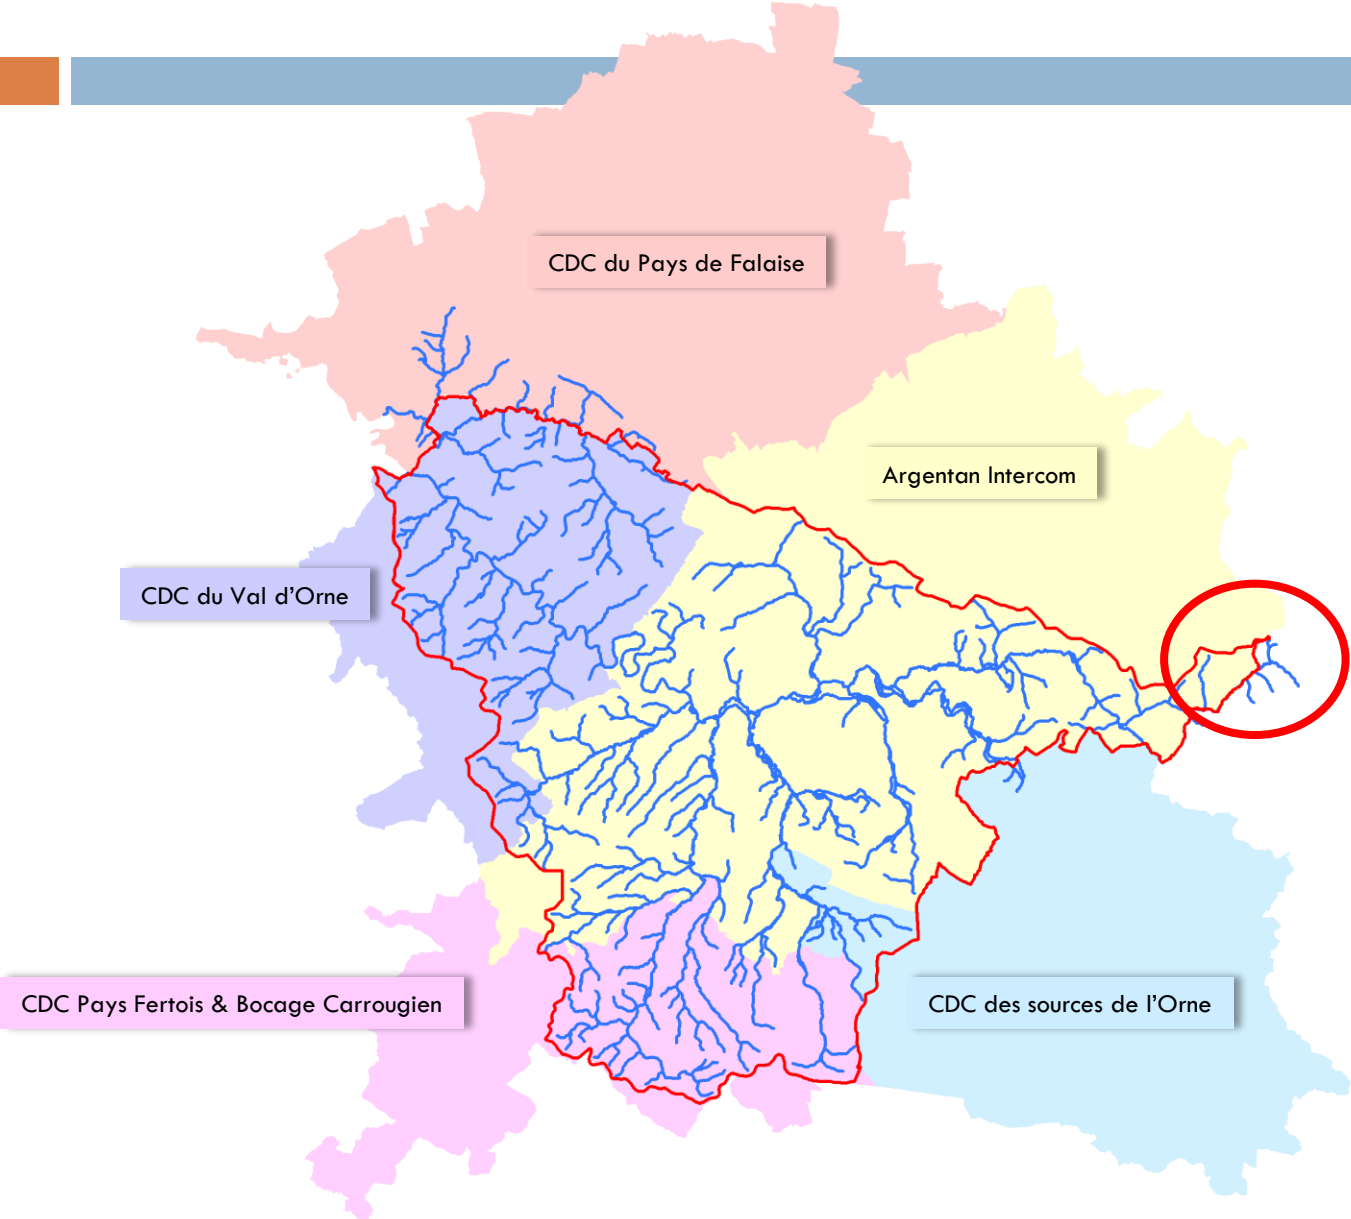 CDC du Pays de Falaise
Argentan Intercom
CDC du Val d’Orne
CDC Pays Fertois & Bocage Carrougien
CDC des sources de l’Orne